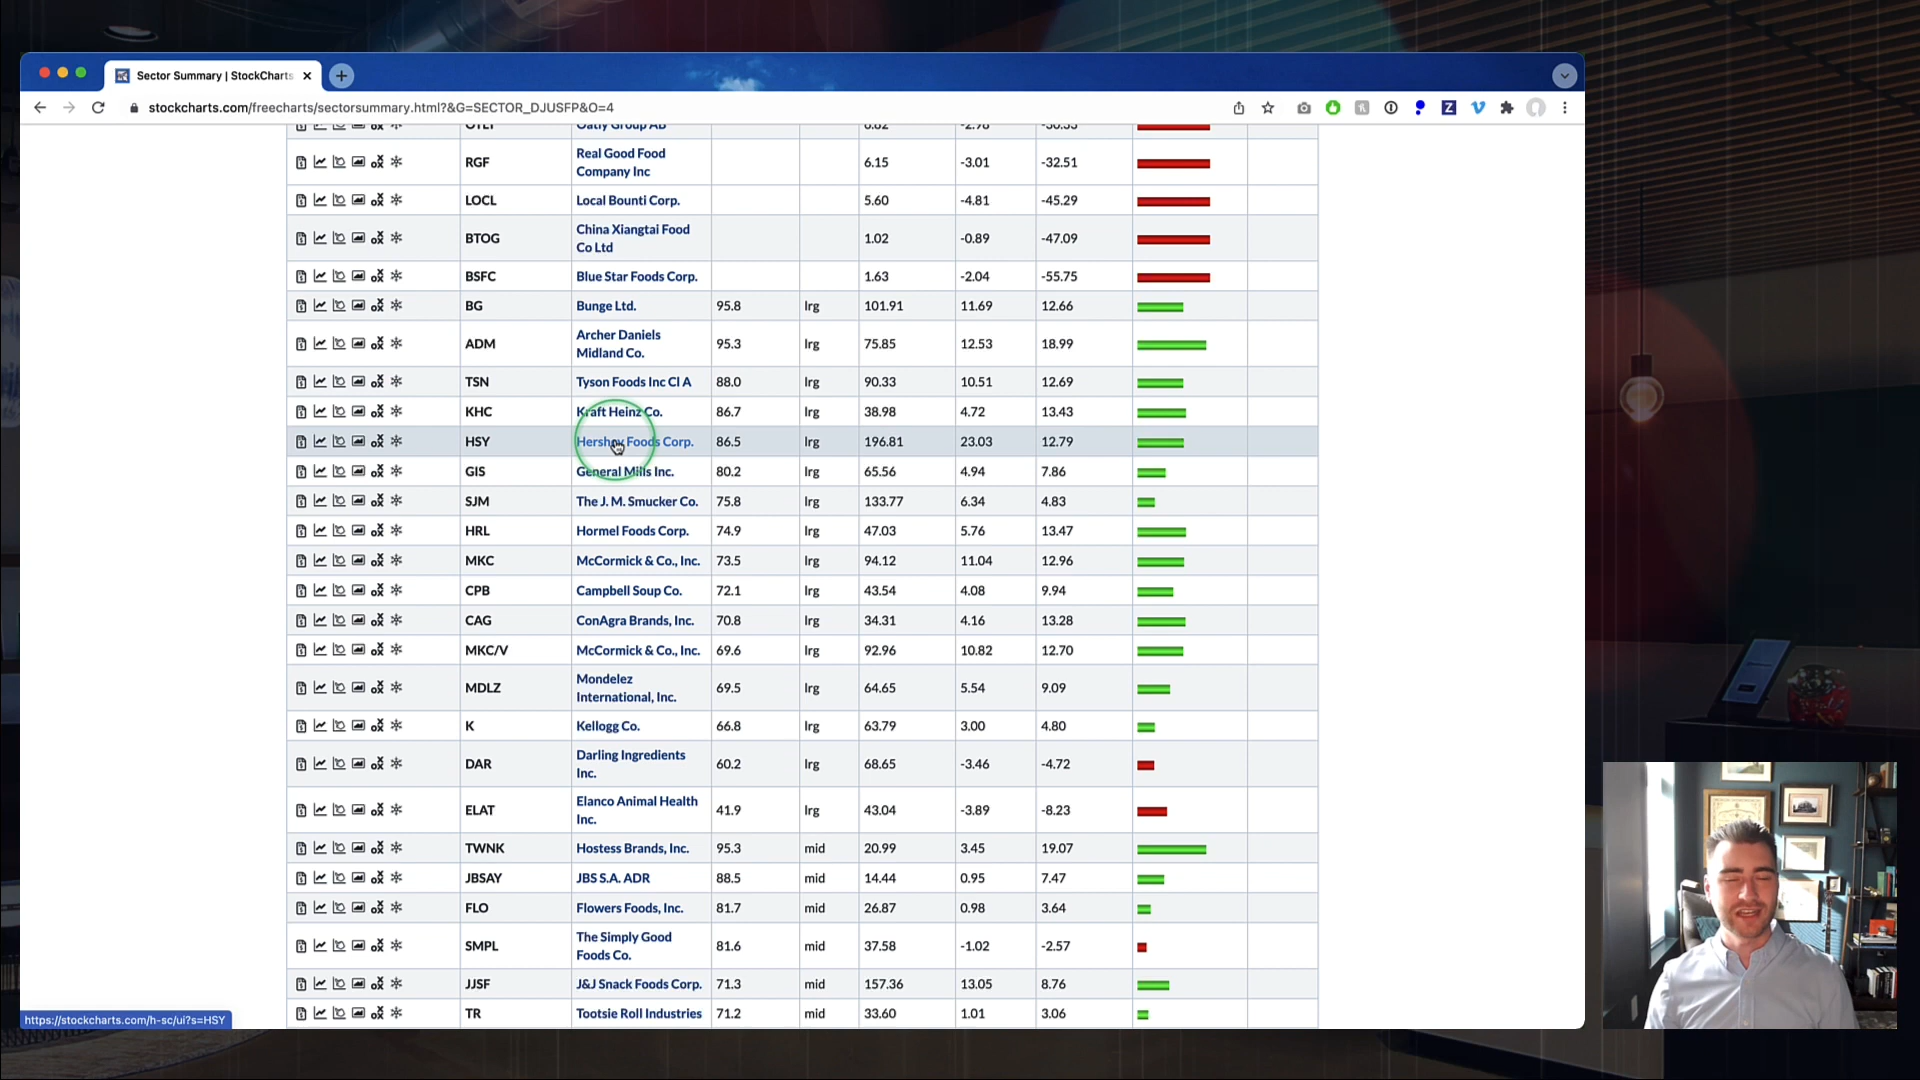 Sector Summary | StockCharts
stockcharts.com/freecharts/sectorsummary.html?&G=SECTOR_DJUSFP&O=4
OTLY Oatly Group AB 6.82 -2.98 -30.33
RGF Real Good Food 6.15 -3.01 -32.51
Company Inc
LOCL Local Bounti Corp. 5.60 -4.81 -45.29
BTOG China Xiangtai Food 1.02 -0.89 -47.09
Co Ltd
BSFC Blue Star Foods Corp. 1.63 -2.04 -55.75
BG Bunge Ltd. 95.8 lrg 101.91 11.69 12.66
ADM Archer Daniels 95.3 lrg 75.85 12.53 18.99
Midland Co.
TSN Tyson Foods Inc Cl A 88.0 lrg 90.33 10.51 12.69
KHC Kraft Heinz Co. 86.7 lrg 38.98 4.72 13.43
HSY Hershey Foods Corp. 86.5 lrg 196.81 23.03 12.79
GIS General Mills Inc. 80.2 lrg 65.56 4.94 7.86
SJM The J. M. Smucker Co. 75.8 lrg 133.77 6.34 4.83
HRL Hormel Foods Corp. 74.9 lrg 47.03 5.76 13.47
MKC McCormick & Co., Inc. 73.5 lrg 94.12 11.04 12.96
CPB Campbell Soup Co. 72.1 lrg 43.54 4.08 9.94
CAG ConAgra Brands, Inc. 70.8 lrg 34.31 4.16 13.28
MKC/V McCormick & Co., Inc. 69.6 lrg 92.96 10.82 12.70
MDLZ Mondelez 69.5 lrg 64.65 5.54 9.09
International, Inc.
K Kellogg Co. 66.8 lrg 63.79 3.00 4.80
DAR Darling Ingredients 60.2 lrg 68.65 -3.46 -4.72
Inc.
ELAT Elanco Animal Health 41.9 lrg 43.04 -3.89 -8.23
Inc.
TWNK Hostess Brands, Inc. 95.3 mid 20.99 3.45 19.07
JBSAY JBS S.A. ADR 88.5 mid 14.44 0.95 7.47
FLO Flowers Foods, Inc. 81.7 mid 26.87 0.98 3.64
SMPL The Simply Good 81.6 mid 37.58 -1.02 -2.57
Foods Co.
JJSF J&J Snack Foods Corp. 71.3 mid 157.36 13.05 8.76
TR Tootsie Roll Industries 71.2 mid 33.60 1.01 3.06
https://stockcharts.com/h-sc/ui?s=HSY